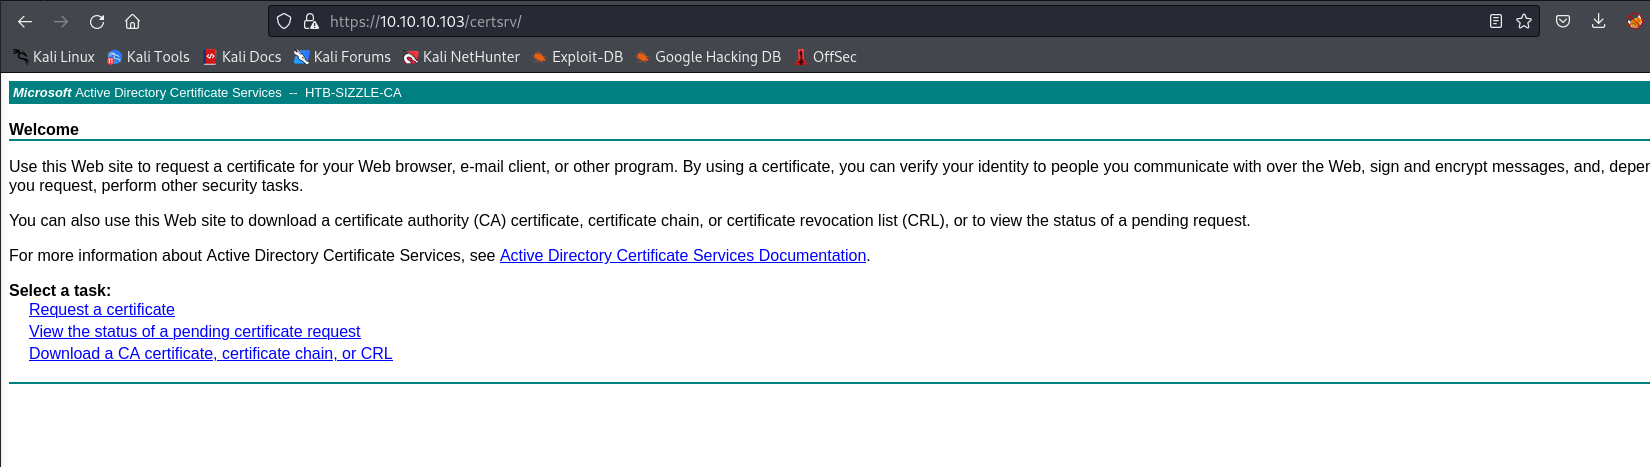 https://10.10.10.103/certsrv/
Kali Linux Kali Tools Kali Docs Kali Forums Kali NetHunter Exploit-DB Google Hacking DB OffSec
Microsoft Active Directory Certificate Services -- HTB-SIZZLE-CA
Welcome
Use this Web site to request a certificate for your Web browser, e-mail client, or other program. By using a certificate, you can verify your identity to people you communicate with over the Web, sign and encrypt messages, and, depen
you request, perform other security tasks.
You can also use this Web site to download a certificate authority (CA) certificate, certificate chain, or certificate revocation list (CRL), or to view the status of a pending request.
For more information about Active Directory Certificate Services, see Active Directory Certificate Services Documentation.
Select a task:
Request a certificate
View the status of a pending certificate request
Download a CA certificate, certificate chain, or CRL